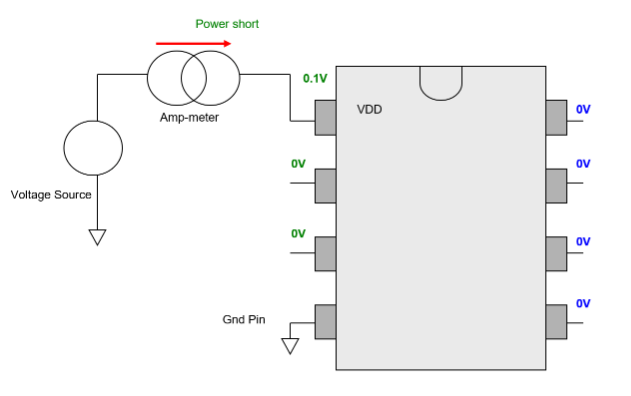 Power short
0.1V
Amp-meter
VDD
0V
0V
0V
Voltage Source
0V
0V
0V
Gnd Pin